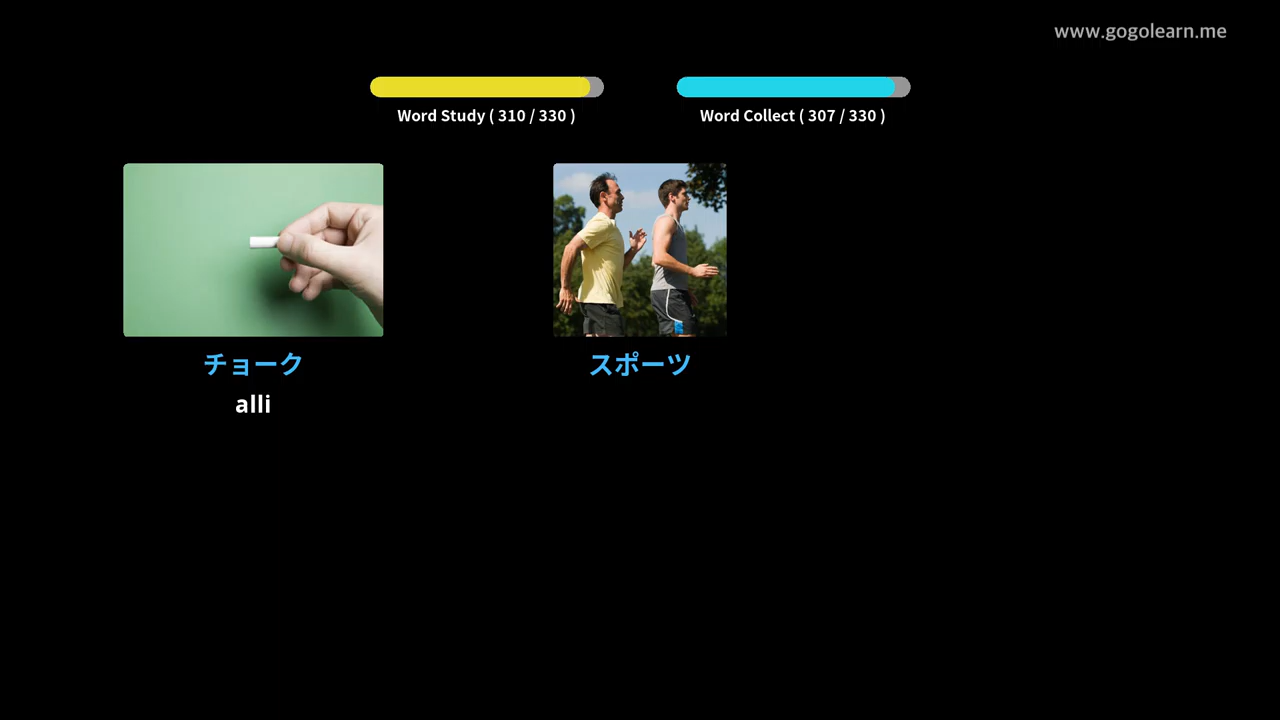 www.gogolearn.me
Word Study ( 310 / 330 )
Word Collect ( 307 / 330 )
チョーク
スポーツ
alli